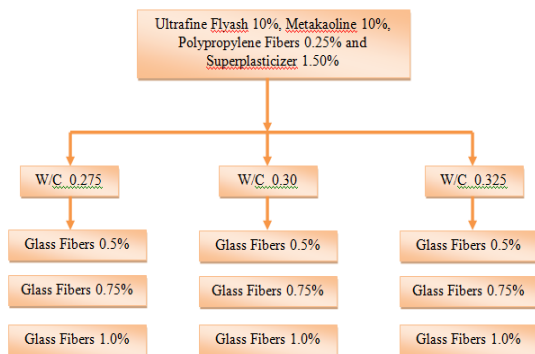 Ultrafine Flyash 10%, Metakaoline 10%,
Polypropylene Fibers 0.25% and
Superplasticizer 1.50%
W/C 0.275
W/C 0.30
W/C 0.325
Glass Fibers 0.5%
Glass Fibers 0.5%
Glass Fibers 0.5%
Glass Fibers 0.75%
Glass Fibers 0.75%
Glass Fibers 0.75%
Glass Fibers 1.0%
Glass Fibers 1.0%
Glass Fibers 1.0%